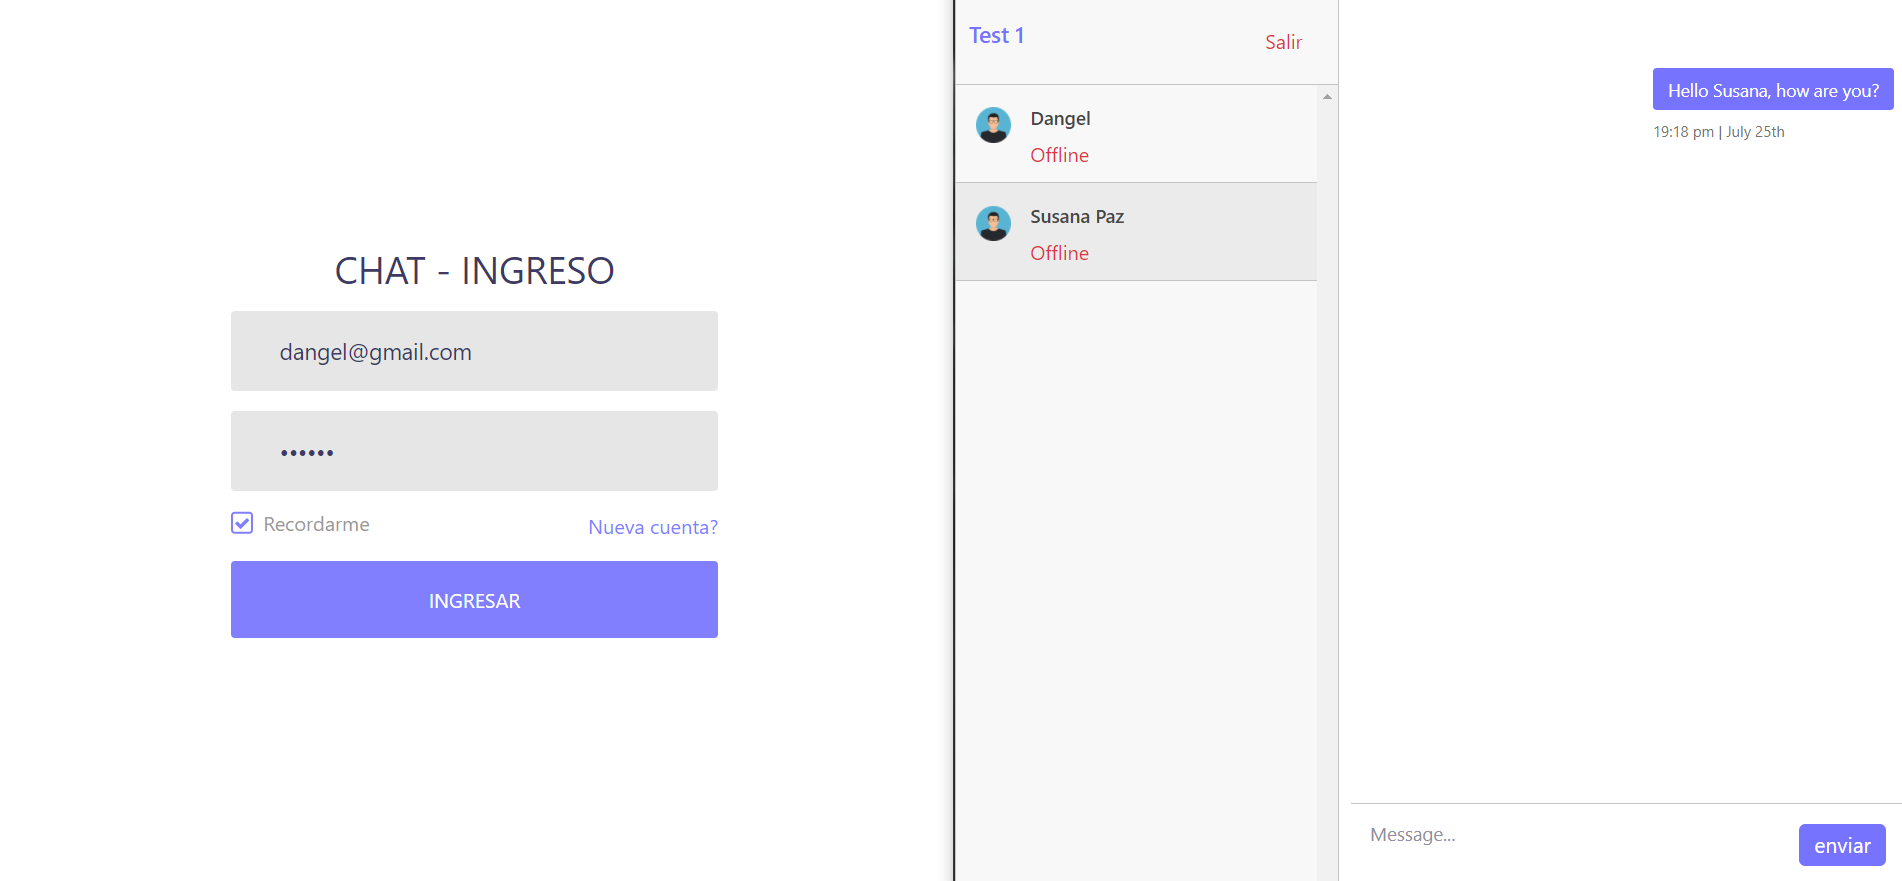 CHAT - INGRESO
dangel@gmail.com
••••••
Recordarme
Nueva cuenta?
INGRESAR
Test 1
Salir
Dangel
Offline
Susana Paz
Offline
Hello Susana, how are you?
19:18 pm | July 25th
Message...
enviar